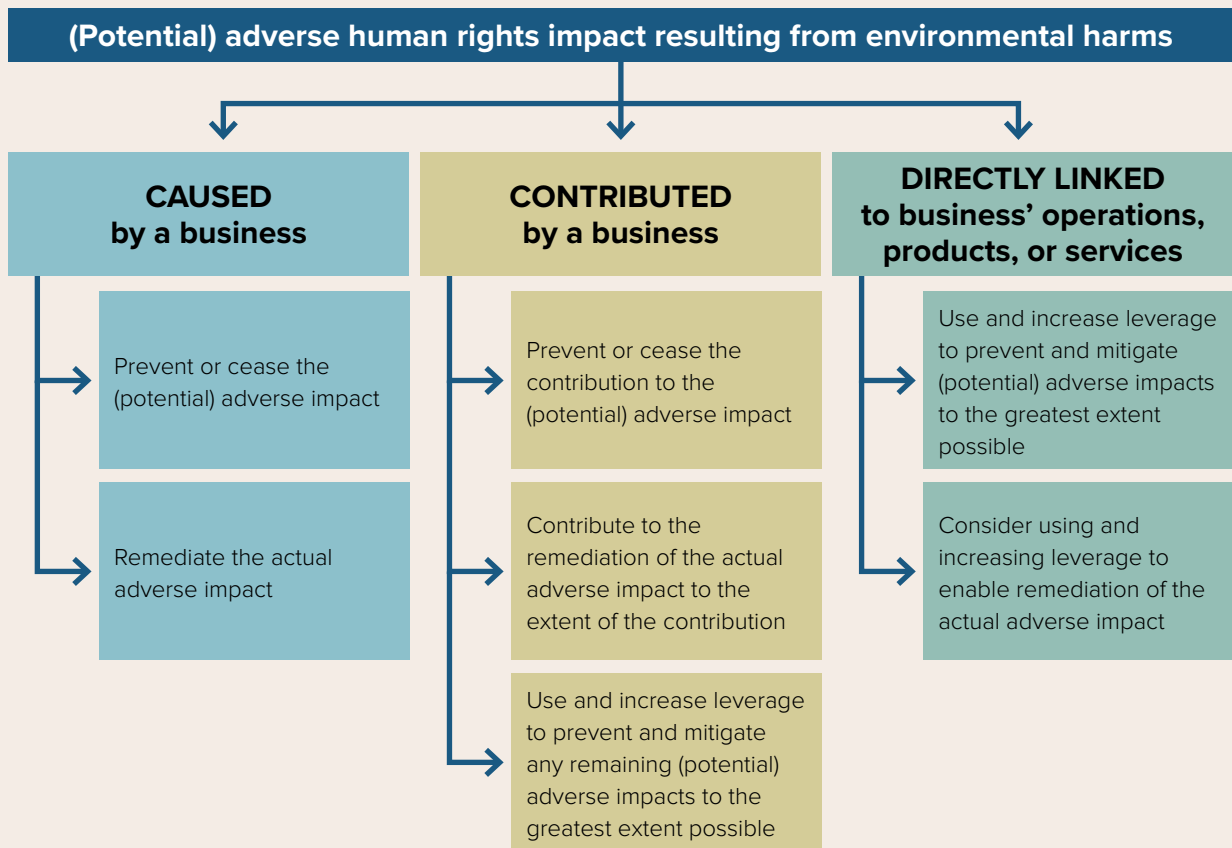 (Potential) adverse human rights impact resulting from environmental harms
CAUSED
by a business
Prevent or cease the
(potential) adverse impact
Remediate the actual
adverse impact
CONTRIBUTED
by a business
Prevent or cease the
contribution to the
(potential) adverse impact
Contribute to the
remediation of the actual
adverse impact to the
extent of the contribution
Use and increase leverage
to prevent and mitigate
any remaining (potential)
adverse impacts to the
greatest extent possible
DIRECTLY LINKED
to business’ operations,
products, or services
Use and increase leverage
to prevent and mitigate
(potential) adverse impacts
to the greatest extent
possible
Consider using and
increasing leverage to
enable remediation of the
actual adverse impact